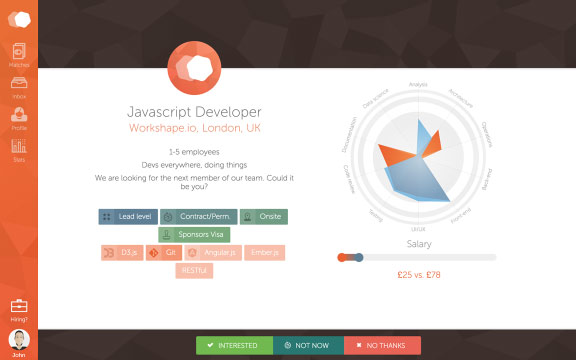 Matches
Inbox
Profile
Stats
Hiring?
John
Javascript Developer
Workshape.io, London, UK
1-5 employees
Devs everywhere, doing things
We are looking for the next member of our team. Could it
be you?
Lead level
Contract/Perm.
Onsite
Sponsors Visa
D3.js
Git
Angular.js
Ember.js
RESTful
Analysis
Architecture
Operations
Back-end
Front-end
UI/UX
Testing
Code review
Documentation
Data science
Salary
£25 vs. £78
INTERESTED
NOT NOW
NO THANKS